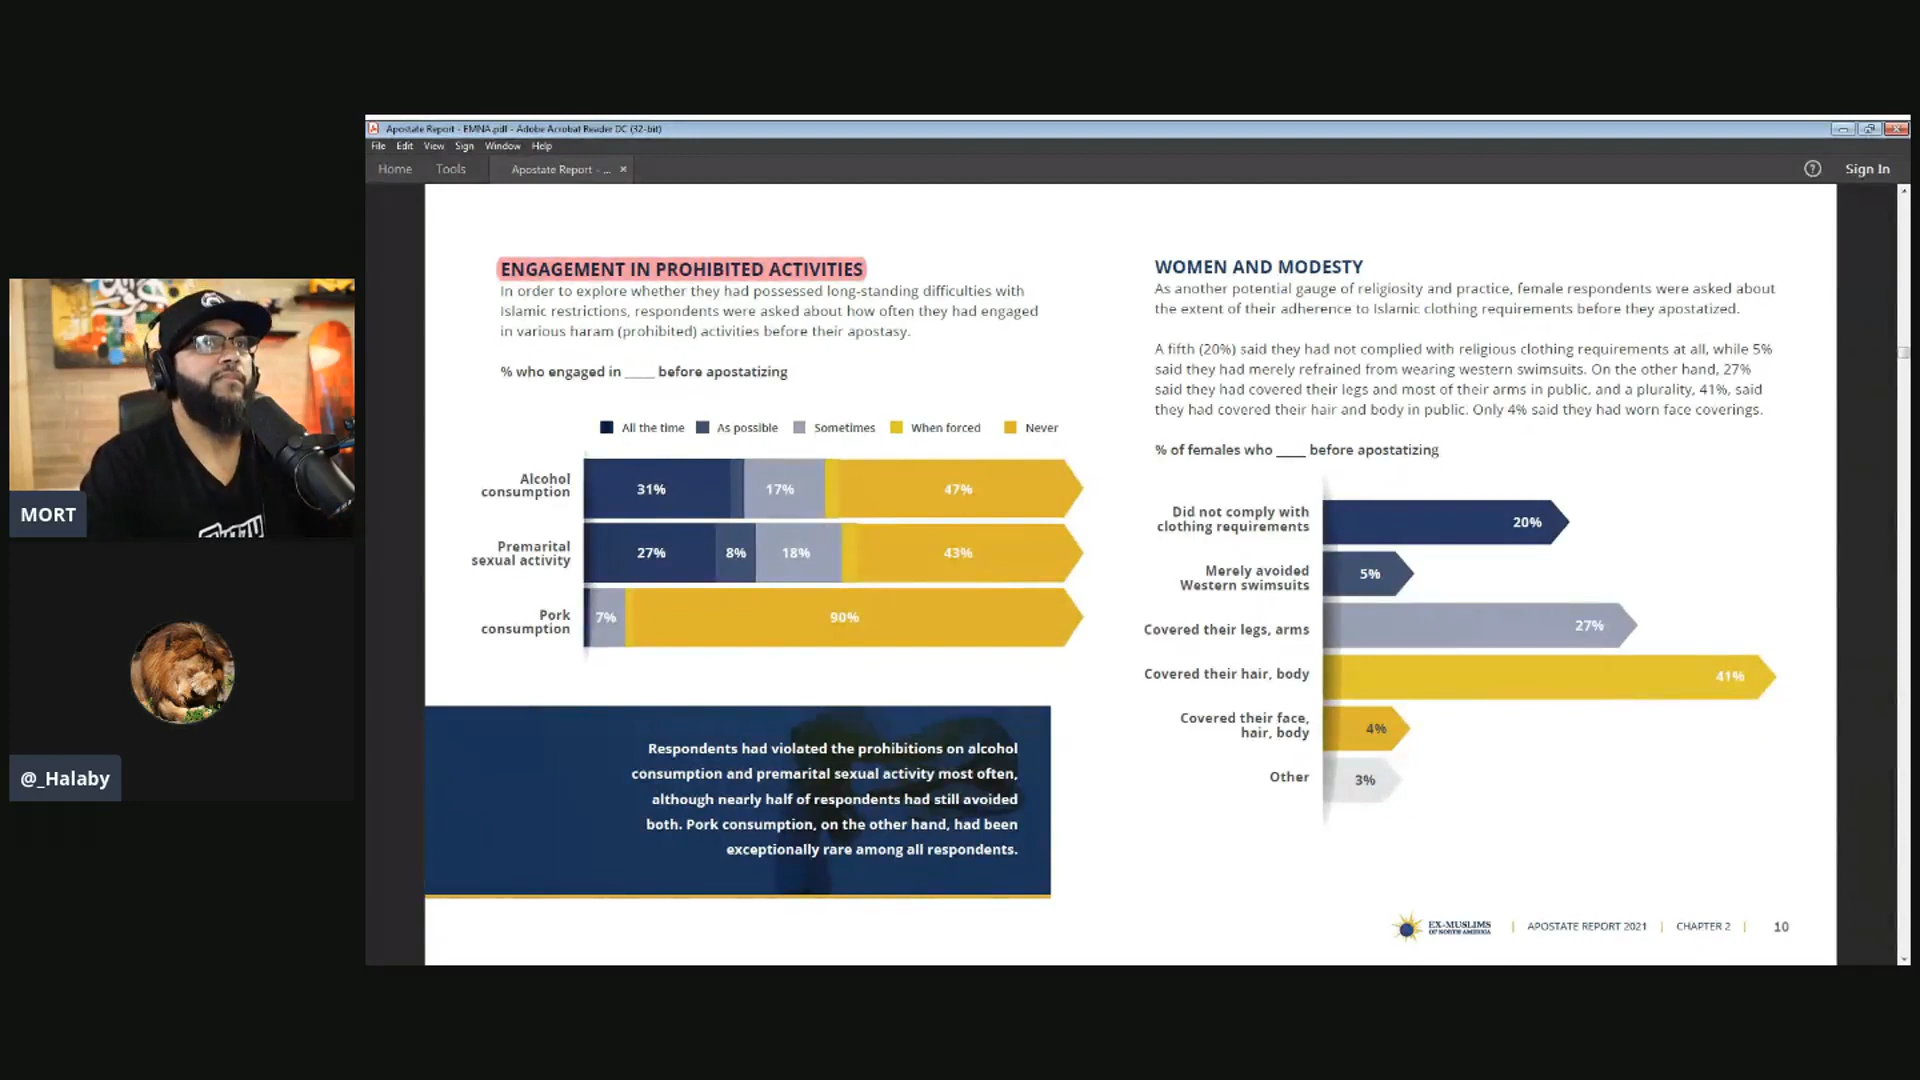 Apostate Report - EMNA.pdf - Adobe Acrobat Reader DC (32-bit)
File Edit View Sign Window Help
Home Tools Apostate Report - ... × ? Sign In
ENGAGEMENT IN PROHIBITED ACTIVITIES
In order to explore whether they had possessed long-standing difficulties with
Islamic restrictions, respondents were asked about how often they had engaged
in various haram (prohibited) activities before their apostasy.
% who engaged in ____ before apostatizing
All the time As possible Sometimes When forced Never
Alcohol
consumption
31% 17% 47%
Premarital
sexual activity
27% 8% 18% 43%
Pork
consumption
7% 90%
Respondents had violated the prohibitions on alcohol
consumption and premarital sexual activity most often,
although nearly half of respondents had still avoided
both. Pork consumption, on the other hand, had been
exceptionally rare among all respondents.
WOMEN AND MODESTY
As another potential gauge of religiosity and practice, female respondents were asked about
the extent of their adherence to Islamic clothing requirements before they apostatized.
A fifth (20%) said they had not complied with religious clothing requirements at all, while 5%
said they had merely refrained from wearing western swimsuits. On the other hand, 27%
said they had covered their legs and most of their arms in public, and a plurality, 41%, said
they had covered their hair and body in public. Only 4% said they had worn face coverings.
% of females who ____ before apostatizing
Did not comply with
clothing requirements
20%
Merely avoided
Western swimsuits
5%
Covered their legs, arms
27%
Covered their hair, body
41%
Covered their face,
hair, body
4%
Other
3%
EX-MUSLIMS
OF NORTH AMERICA
| APOSTATE REPORT 2021 | CHAPTER 2 | 10
MORT
@_Halaby